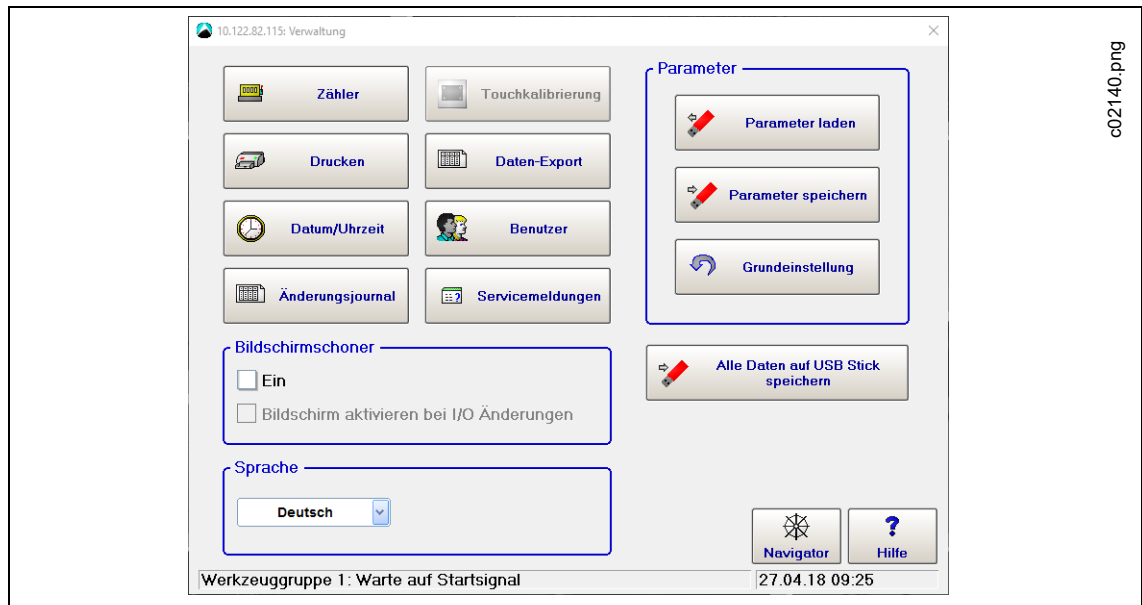 10.122.82.115: Verwaltung
Zähler
Touchkalibrierung
Drucken
Daten-Export
Datum/Uhrzeit
Benutzer
Änderungsjournal
Servicemeldungen
Parameter
Parameter laden
Parameter speichern
Grundeinstellung
Bildschirmschoner
Ein
Bildschirm aktivieren bei I/O Änderungen
Alle Daten auf USB Stick
speichern
Sprache
Deutsch
Navigator
?
Hilfe
Werkzeuggruppe 1: Warte auf Startsignal
27.04.18 09:25
c02140.png